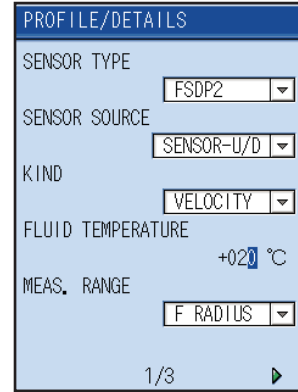 PROFILE/DETAILS
SENSOR TYPE
FSDP2
SENSOR SOURCE
SENSOR-U/D
KIND
VELOCITY
FLUID TEMPERATURE
+020 °C
MEAS. RANGE
F RADIUS
1/3